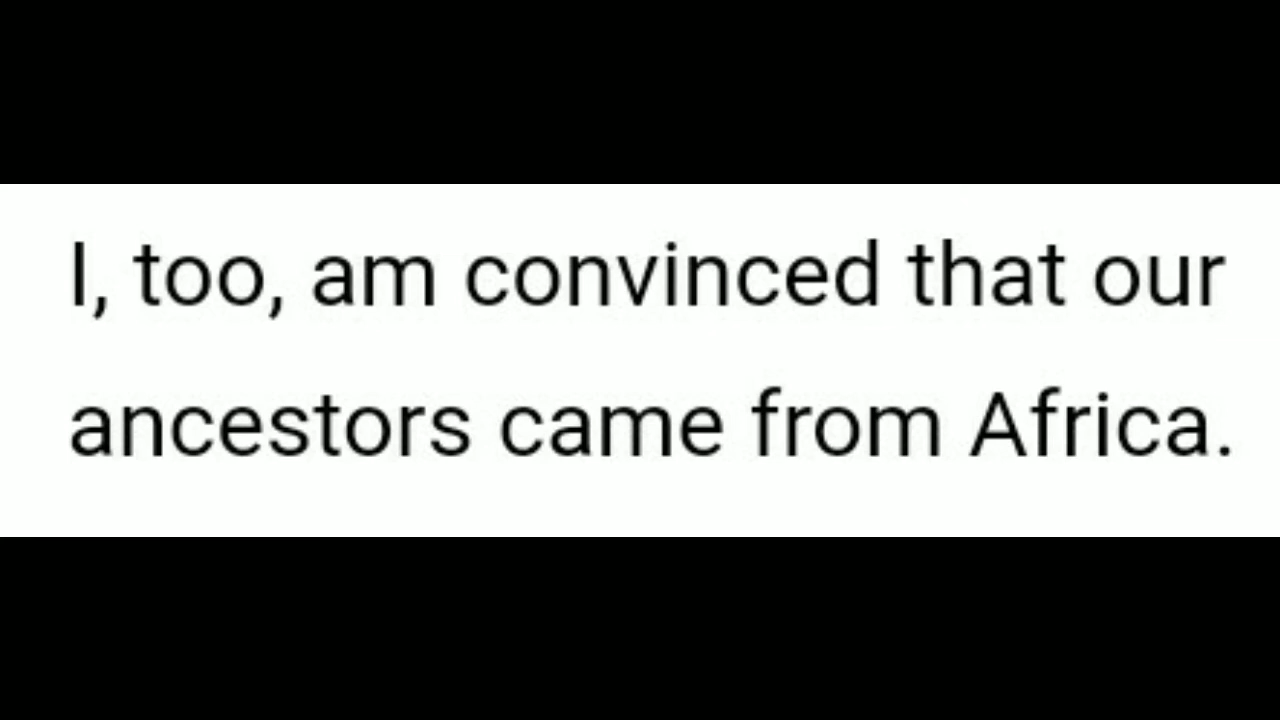 I, too, am convinced that our
ancestors came from Africa.